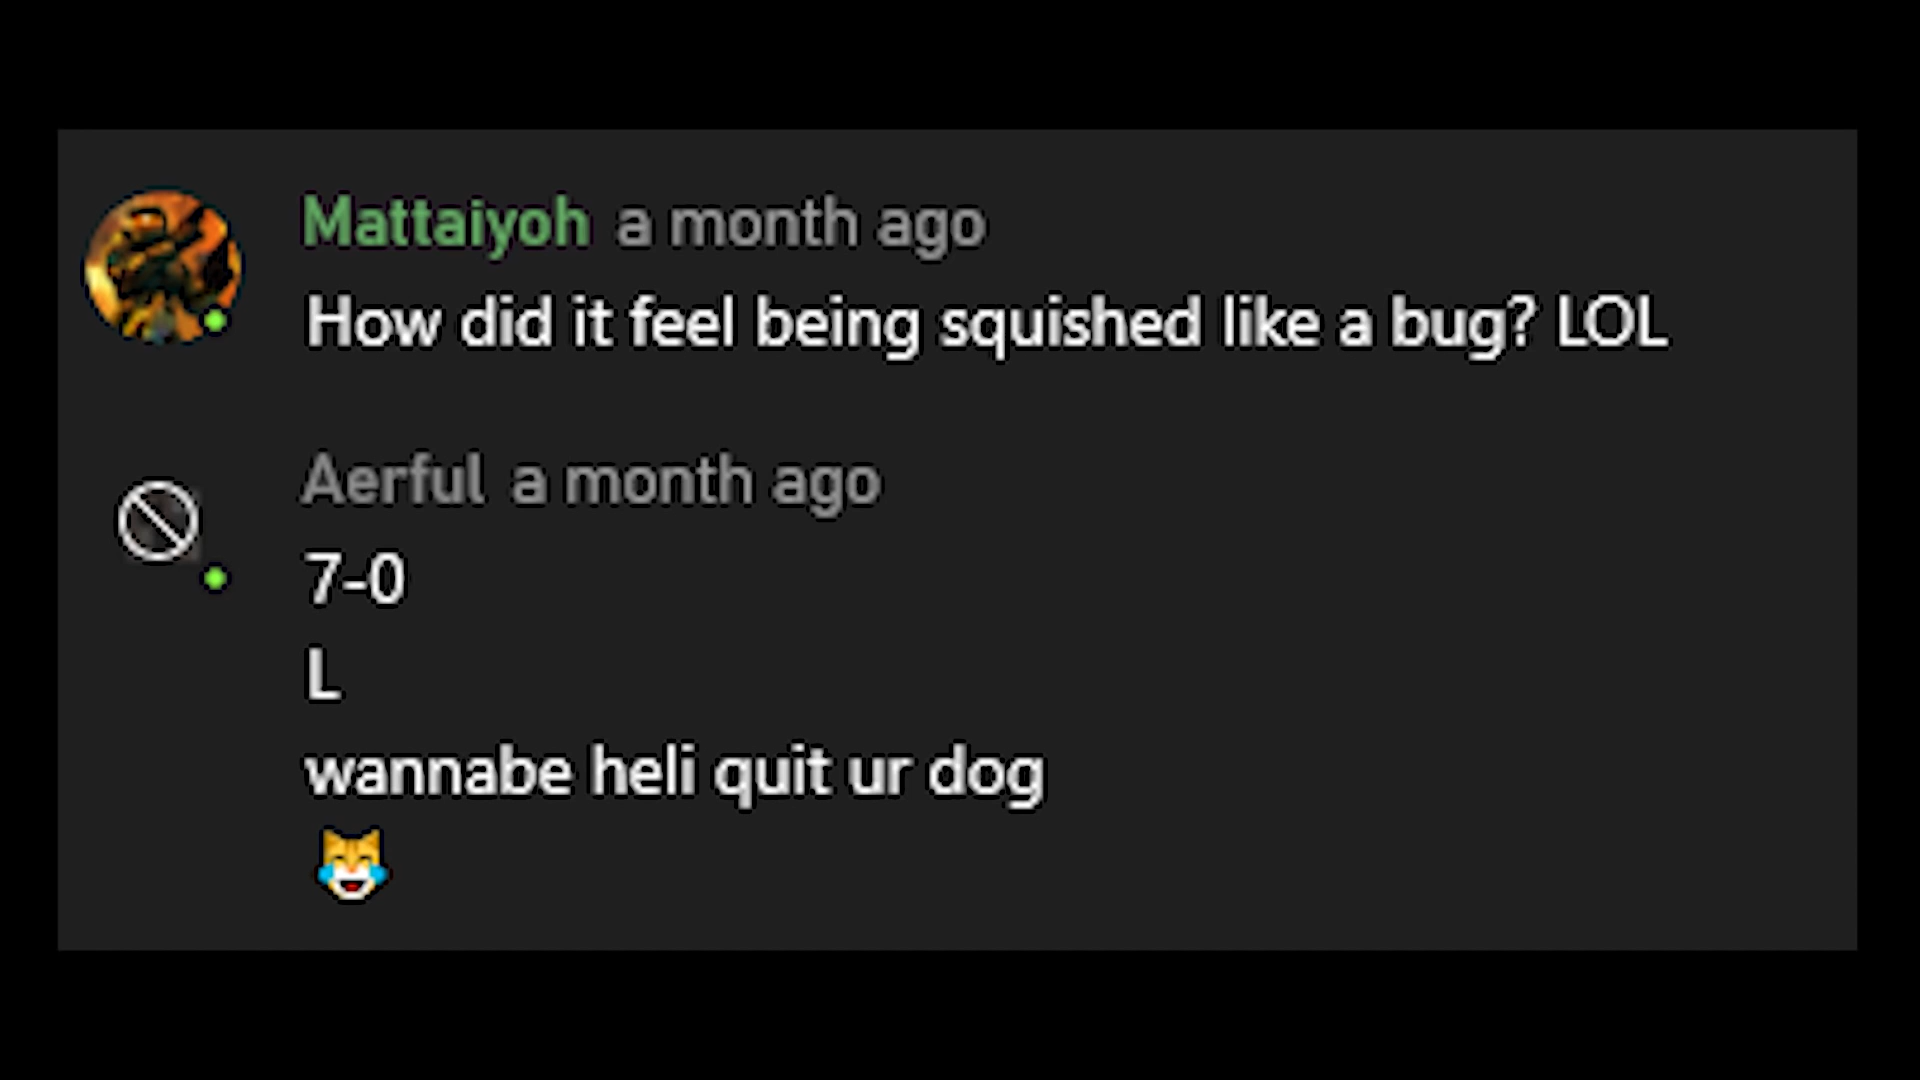 Mattaiyoh a month ago
How did it feel being squished like a bug? LOL
Aerful a month ago
7-0
L
wannabe heli quit ur dog
😹